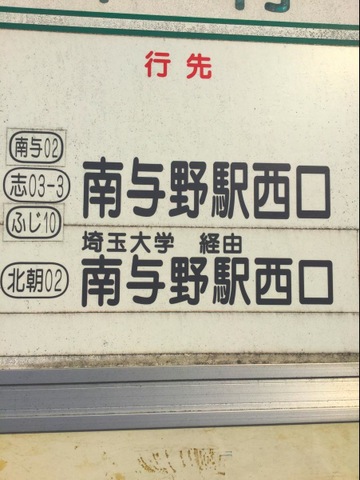 行先
南与02
志03-3
ふじ10
南与野駅西口
埼玉大学 経由
北朝02
南与野駅西口